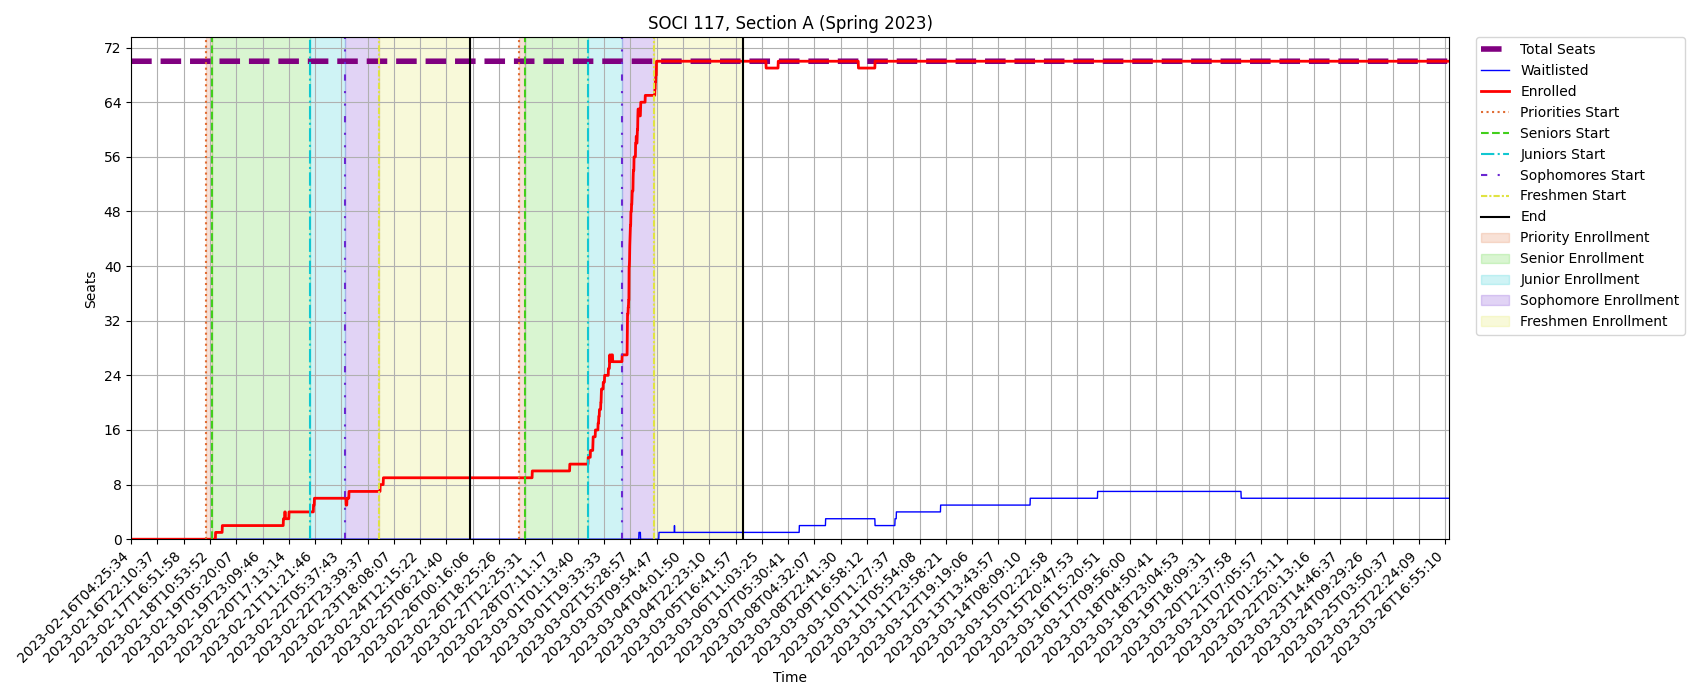 SOCI 117, Section A (Spring 2023)
72
64
56
48
40
32
24
16
8
0
Seats
2023-02-16T04:25:34
2023-02-16T22:10:37
2023-02-17T16:51:58
2023-02-18T10:53:52
2023-02-19T05:20:07
2023-02-19T23:09:46
2023-02-20T17:13:14
2023-02-21T11:21:46
2023-02-22T05:37:43
2023-02-22T23:39:37
2023-02-23T18:08:07
2023-02-24T12:15:22
2023-02-25T06:21:40
2023-02-26T00:16:06
2023-02-26T18:25:26
2023-02-27T12:25:31
2023-02-28T07:11:17
2023-03-01T01:13:40
2023-03-01T19:33:33
2023-03-02T15:28:57
2023-03-03T09:54:47
2023-03-04T04:01:50
2023-03-04T22:23:10
2023-03-05T16:41:57
2023-03-06T11:03:25
2023-03-07T05:30:41
2023-03-08T04:32:07
2023-03-08T22:41:30
2023-03-09T16:58:12
2023-03-10T11:27:37
2023-03-11T05:54:08
2023-03-11T23:58:21
2023-03-12T19:19:06
2023-03-13T13:43:57
2023-03-14T08:09:10
2023-03-15T02:22:58
2023-03-15T20:47:53
2023-03-16T15:20:51
2023-03-17T09:56:00
2023-03-18T04:50:41
2023-03-18T23:04:53
2023-03-19T18:09:31
2023-03-20T12:37:58
2023-03-21T07:05:57
2023-03-22T01:25:11
2023-03-22T20:13:16
2023-03-23T14:46:37
2023-03-24T09:29:26
2023-03-25T03:50:37
2023-03-25T22:24:09
2023-03-26T16:55:10
Time
Total Seats
Waitlisted
Enrolled
Priorities Start
Seniors Start
Juniors Start
Sophomores Start
Freshmen Start
End
Priority Enrollment
Senior Enrollment
Junior Enrollment
Sophomore Enrollment
Freshmen Enrollment